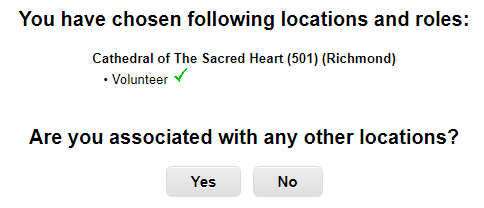 You have chosen following locations and roles:
Cathedral of The Sacred Heart (501) (Richmond)
• Volunteer
Are you associated with any other locations?
Yes No